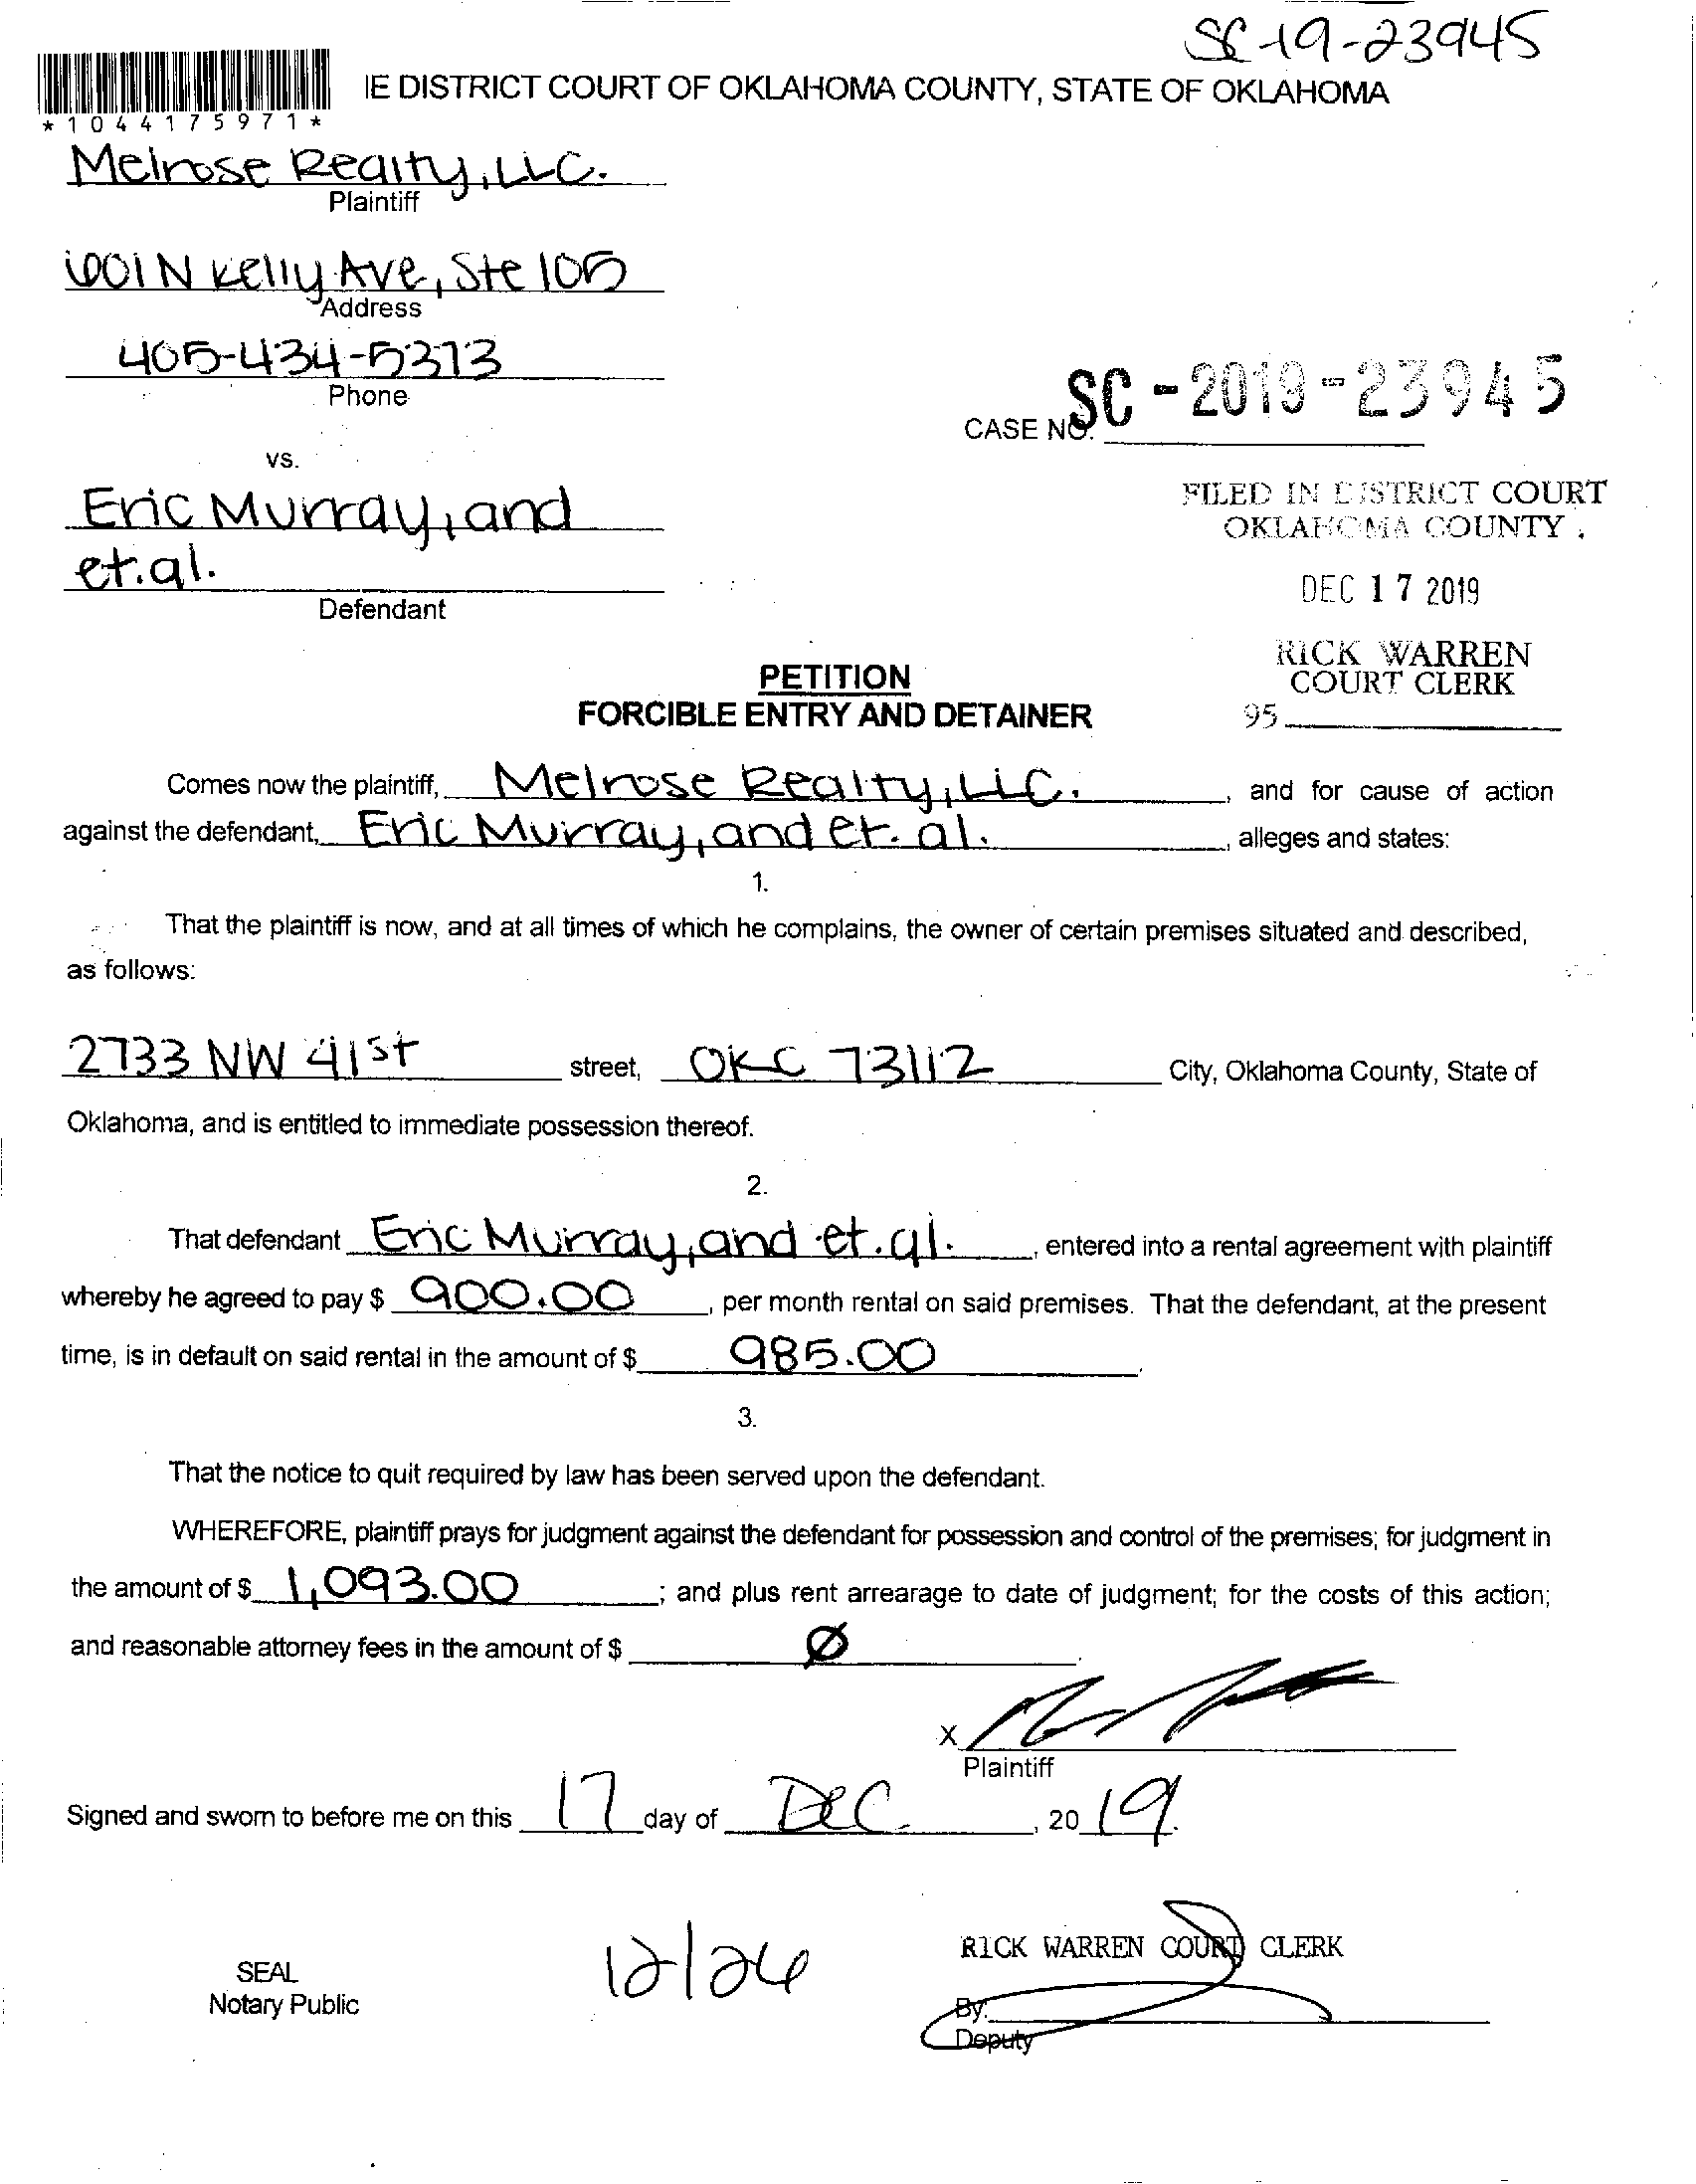 SC-19-23945
IE DISTRICT COURT OF OKLAHOMA COUNTY, STATE OF OKLAHOMA
*1044175971*
Melrose Realty, LLC.
Plaintiff
601 N Kelly Ave, Ste 105
Address
405-434-5373
Phone
CASE NO. SC-2019-23945
vs.
Eric Murray, and
et. al.
Defendant
FILED IN DISTRICT COURT
OKLAHOMA COUNTY
DEC 17 2019
RICK WARREN
COURT CLERK
95
PETITION
FORCIBLE ENTRY AND DETAINER
Comes now the plaintiff, Melrose Realty, LLC. , and for cause of action
against the defendant, Eric Murray, and et. al. , alleges and states:
1.
That the plaintiff is now, and at all times of which he complains, the owner of certain premises situated and described,
as follows:
2733 NW 41st street, OKC 73112 City, Oklahoma County, State of
Oklahoma, and is entitled to immediate possession thereof.
2.
That defendant Eric Murray, and et. al. , entered into a rental agreement with plaintiff
whereby he agreed to pay $ 900.00 , per month rental on said premises. That the defendant, at the present
time, is in default on said rental in the amount of $ 985.00 .
3.
That the notice to quit required by law has been served upon the defendant.
WHEREFORE, plaintiff prays for judgment against the defendant for possession and control of the premises; for judgment in
the amount of $ 1,093.00 ; and plus rent arrearage to date of judgment; for the costs of this action;
and reasonable attorney fees in the amount of $ Ø .
X
Plaintiff
Signed and sworn to before me on this 17 day of DEC , 20 19.
SEAL
Notary Public
12/26
RICK WARREN COURT CLERK
By:
Deputy